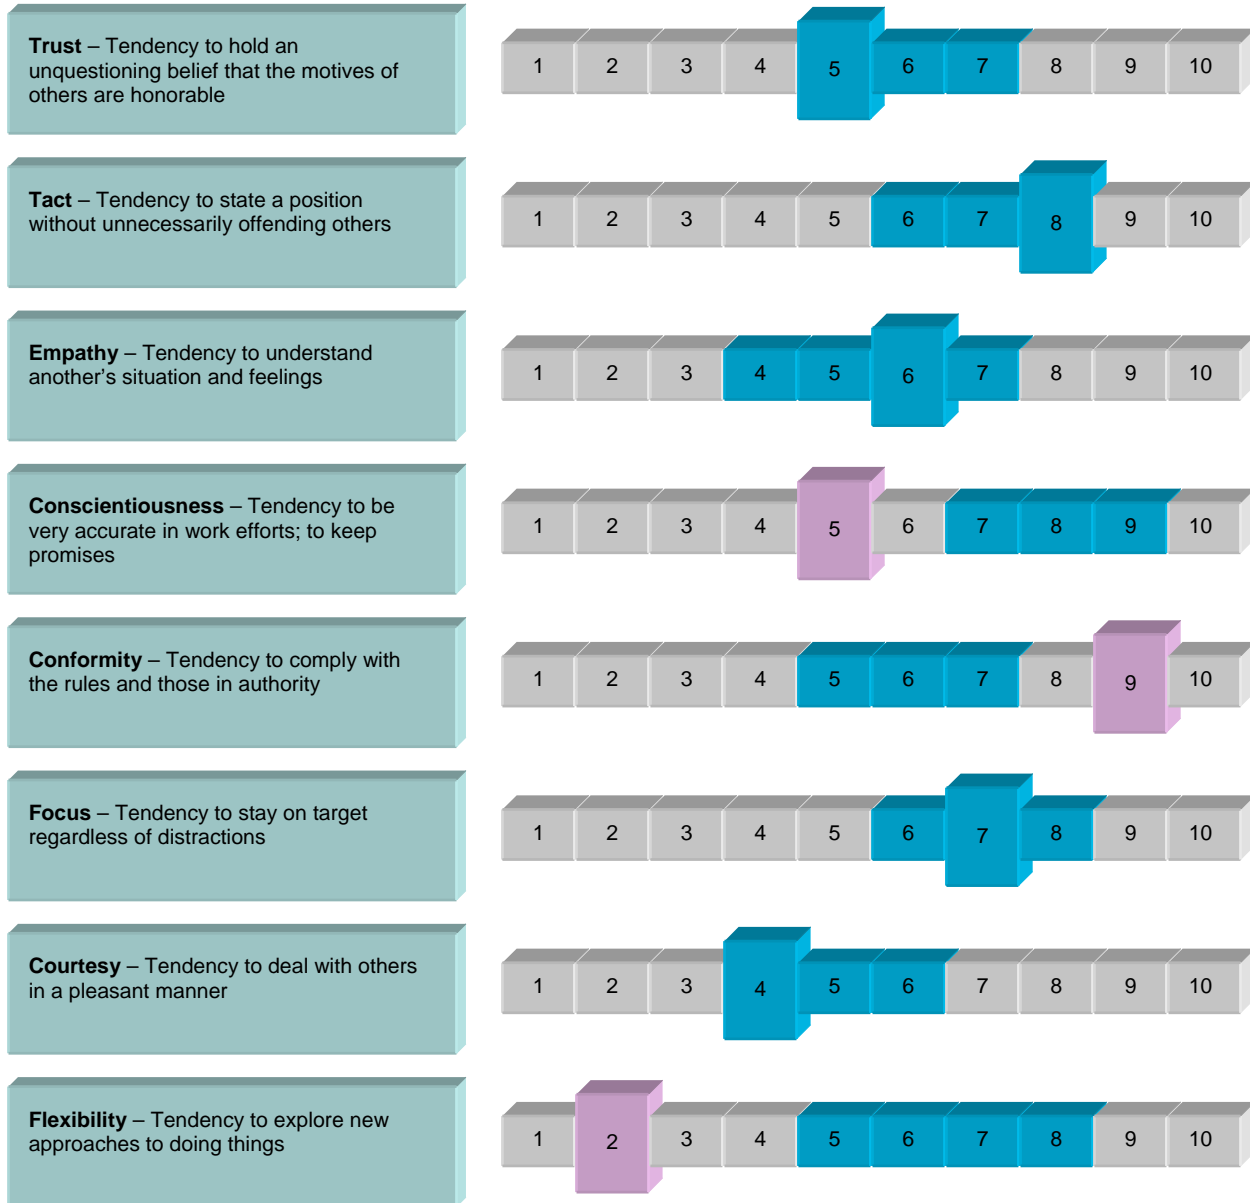 Trust – Tendency to hold an
unquestioning belief that the motives of
others are honorable
1 2 3 4 5 6 7 8 9 10
Tact – Tendency to state a position
without unnecessarily offending others
1 2 3 4 5 6 7 8 9 10
Empathy – Tendency to understand
another’s situation and feelings
1 2 3 4 5 6 7 8 9 10
Conscientiousness – Tendency to be
very accurate in work efforts; to keep
promises
1 2 3 4 5 6 7 8 9 10
Conformity – Tendency to comply with
the rules and those in authority
1 2 3 4 5 6 7 8 9 10
Focus – Tendency to stay on target
regardless of distractions
1 2 3 4 5 6 7 8 9 10
Courtesy – Tendency to deal with others
in a pleasant manner
1 2 3 4 5 6 7 8 9 10
Flexibility – Tendency to explore new
approaches to doing things
1 2 3 4 5 6 7 8 9 10